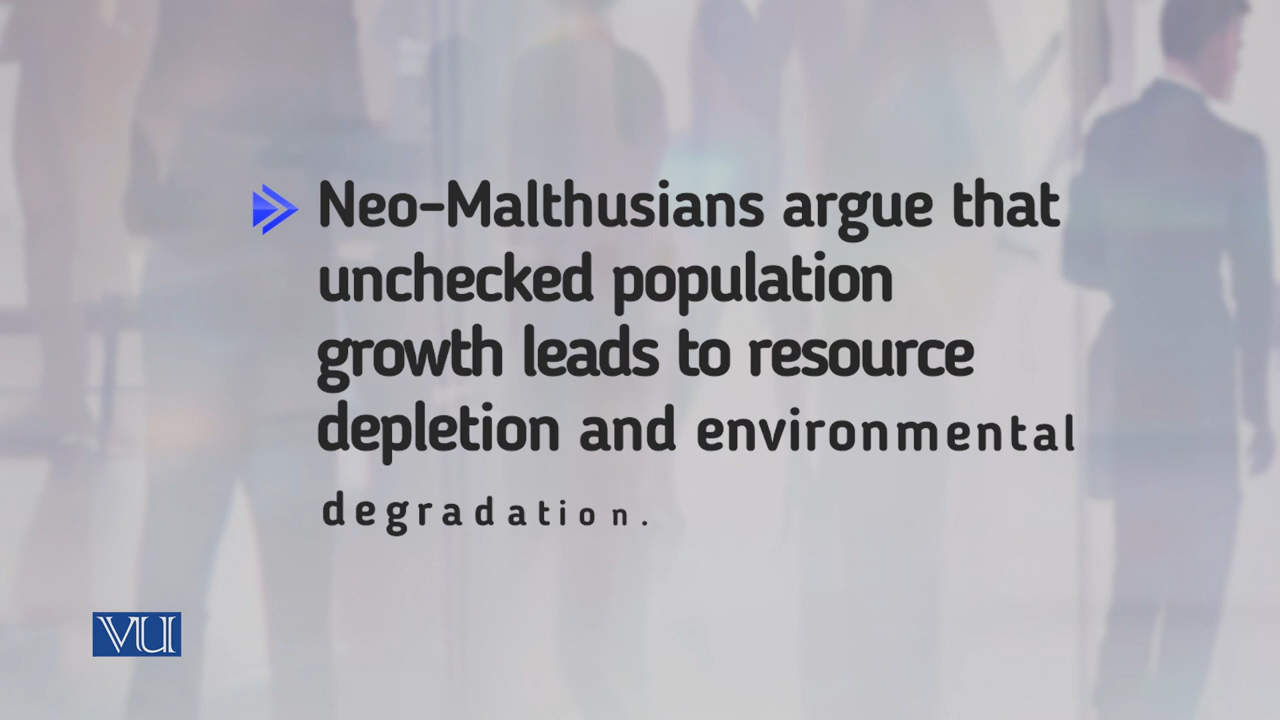 Neo-Malthusians argue that
unchecked population
growth leads to resource
depletion and environmental
degradation.
VU